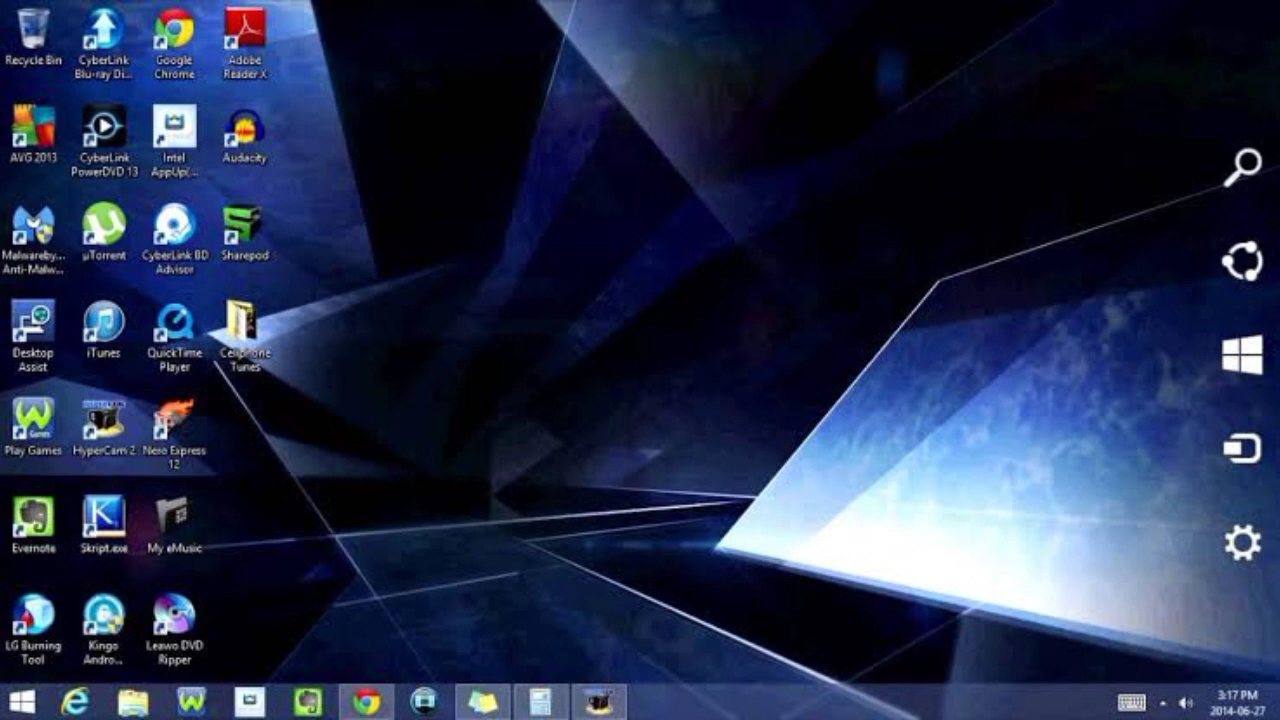 Recycle Bin
CyberLink
Blu-ray Di...
Google
Chrome
Adobe
Reader X
AVG 2013
CyberLink
PowerDVD 13
Intel
AppUp(...
Audacity
Malwareby...
Anti-Malw...
µTorrent
CyberLink BD
Advisor
Sharepod
Desktop
Assist
iTunes
QuickTime
Player
Cellphone
Tunes
Play Games
HyperCam 2
Nero Express
12
Evernote
Skript.exe
My eMusic
LG Burning
Tool
Kingo
Andro...
Leawo DVD
Ripper
3:17 PM
2014-06-27